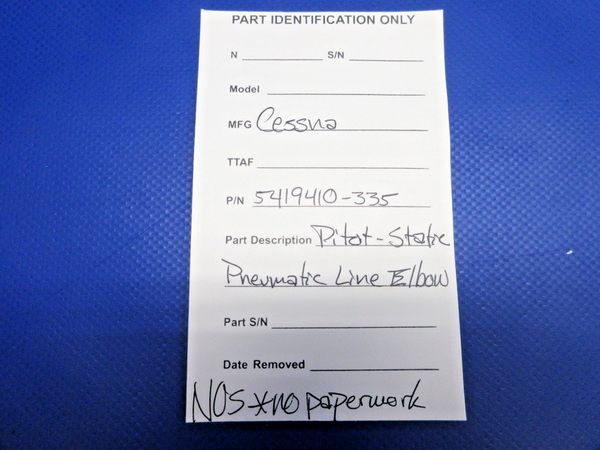 PART IDENTIFICATION ONLY
N S/N
Model
MFG Cessna
TTAF
P/N 5419410-335
Part Description Pitot-Static
Pneumatic Line Elbow
Part S/N
Date Removed
NOS *no paperwork